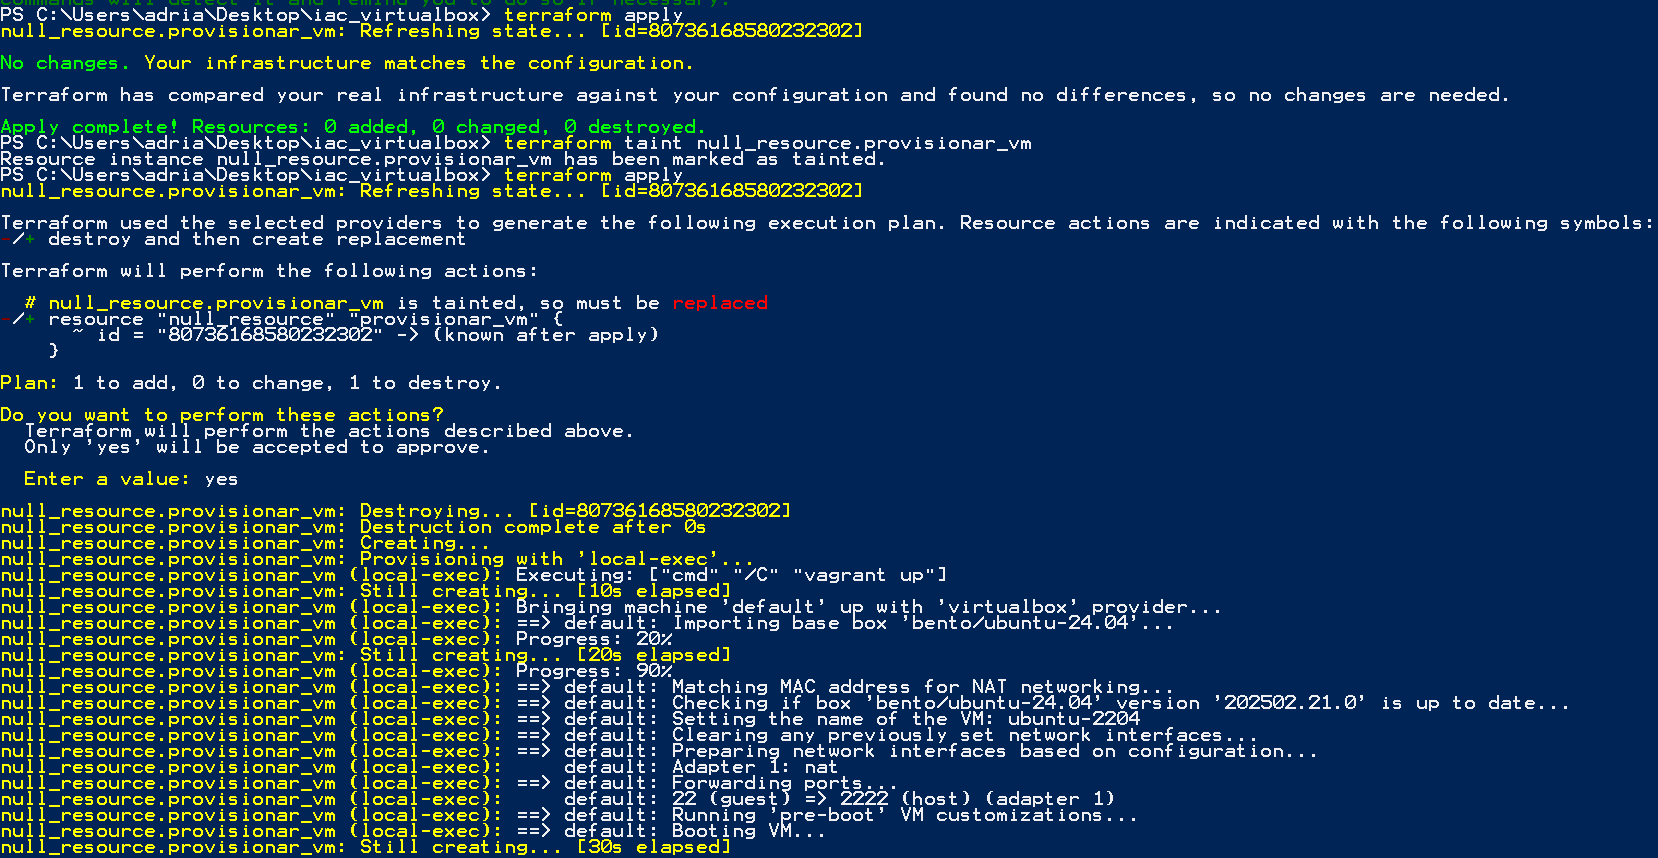 commands will detect it and remind you to do so if necessary.
PS C:\Users\adria\Desktop\iac_virtualbox> terraform apply
null_resource.provisionar_vm: Refreshing state... [id=80736168580232302]
No changes. Your infrastructure matches the configuration.
Terraform has compared your real infrastructure against your configuration and found no differences, so no changes are needed.
Apply complete! Resources: 0 added, 0 changed, 0 destroyed.
PS C:\Users\adria\Desktop\iac_virtualbox> terraform taint null_resource.provisionar_vm
Resource instance null_resource.provisionar_vm has been marked as tainted.
PS C:\Users\adria\Desktop\iac_virtualbox> terraform apply
null_resource.provisionar_vm: Refreshing state... [id=80736168580232302]
Terraform used the selected providers to generate the following execution plan. Resource actions are indicated with the following symbols:
-/+ destroy and then create replacement
Terraform will perform the following actions:
# null_resource.provisionar_vm is tainted, so must be replaced
-/+ resource "null_resource" "provisionar_vm" {
~ id = "80736168580232302" -> (known after apply)
}
Plan: 1 to add, 0 to change, 1 to destroy.
Do you want to perform these actions?
Terraform will perform the actions described above.
Only 'yes' will be accepted to approve.
Enter a value: yes
null_resource.provisionar_vm: Destroying... [id=80736168580232302]
null_resource.provisionar_vm: Destruction complete after 0s
null_resource.provisionar_vm: Creating...
null_resource.provisionar_vm: Provisioning with 'local-exec'...
null_resource.provisionar_vm (local-exec): Executing: ["cmd" "/C" "vagrant up"]
null_resource.provisionar_vm: Still creating... [10s elapsed]
null_resource.provisionar_vm (local-exec): Bringing machine 'default' up with 'virtualbox' provider...
null_resource.provisionar_vm (local-exec): ==> default: Importing base box 'bento/ubuntu-24.04'...
null_resource.provisionar_vm (local-exec): Progress: 20%
null_resource.provisionar_vm: Still creating... [20s elapsed]
null_resource.provisionar_vm (local-exec): Progress: 90%
null_resource.provisionar_vm (local-exec): ==> default: Matching MAC address for NAT networking...
null_resource.provisionar_vm (local-exec): ==> default: Checking if box 'bento/ubuntu-24.04' version '202502.21.0' is up to date...
null_resource.provisionar_vm (local-exec): ==> default: Setting the name of the VM: ubuntu-2204
null_resource.provisionar_vm (local-exec): ==> default: Clearing any previously set network interfaces...
null_resource.provisionar_vm (local-exec): ==> default: Preparing network interfaces based on configuration...
null_resource.provisionar_vm (local-exec):     default: Adapter 1: nat
null_resource.provisionar_vm (local-exec): ==> default: Forwarding ports...
null_resource.provisionar_vm (local-exec):     default: 22 (guest) => 2222 (host) (adapter 1)
null_resource.provisionar_vm (local-exec): ==> default: Running 'pre-boot' VM customizations...
null_resource.provisionar_vm (local-exec): ==> default: Booting VM...
null_resource.provisionar_vm: Still creating... [30s elapsed]